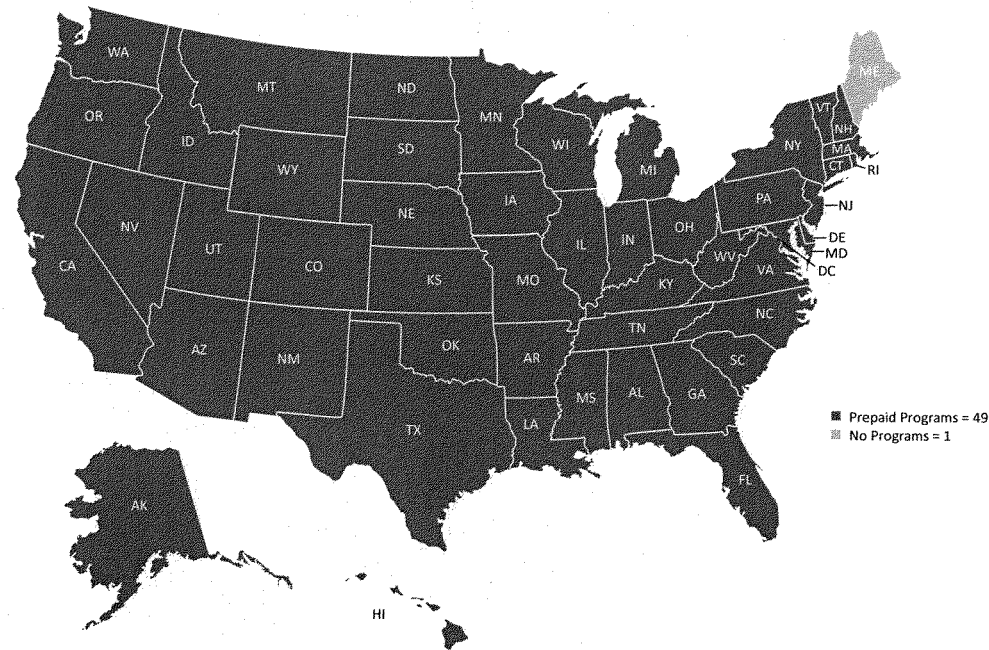 WA
MT
ND
MN
ME
OR
ID
SD
WI
MI
VT
NH
NY
MA
CT
RI
WY
IA
PA
NJ
NV
NE
IL
IN
OH
DE
MD
DC
UT
CO
KS
MO
WV
VA
KY
CA
AZ
NM
OK
AR
TN
NC
SC
MS
AL
GA
TX
LA
FL
Prepaid Programs = 49
No Programs = 1
AK
HI